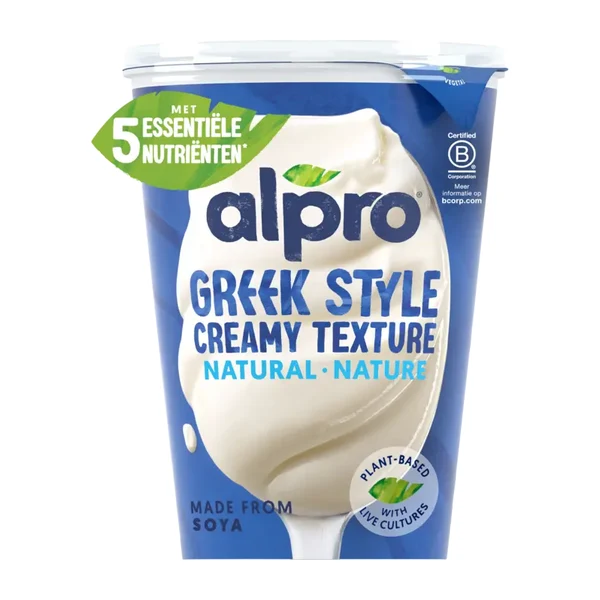 MET
5 ESSENTIËLE
NUTRIËNTEN*
alpro®
GREEK STYLE
CREAMY TEXTURE
NATURAL · NATURE
MADE FROM
SOYA
PLANT-BASED
WITH
LIVE CULTURES
Certified
B
Corporation
Meer
informatie op
bcorp.com